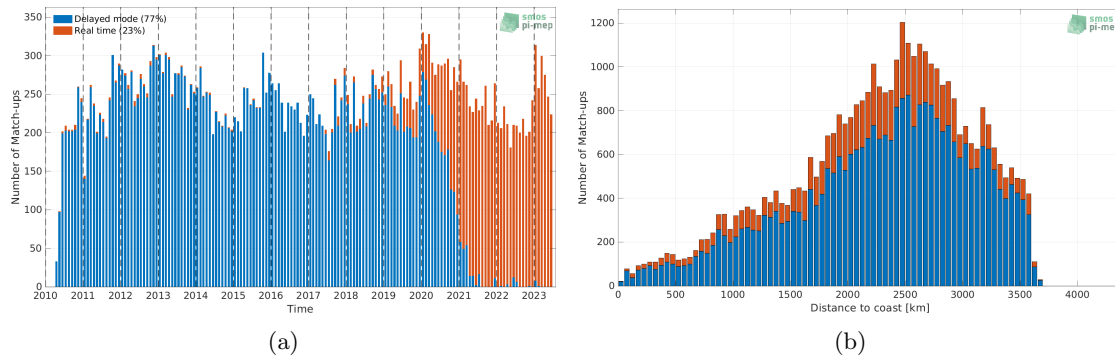 Delayed mode (77%)
Real time (23%)
smos
pi-mep
Number of Match-ups
350
300
250
200
150
100
50
0
2010 2011 2012 2013 2014 2015 2016 2017 2018 2019 2020 2021 2022 2023
Time
(a)
smos
pi-mep
Number of Match-ups
1200
1000
800
600
400
200
0
0 500 1000 1500 2000 2500 3000 3500 4000
Distance to coast [km]
(b)